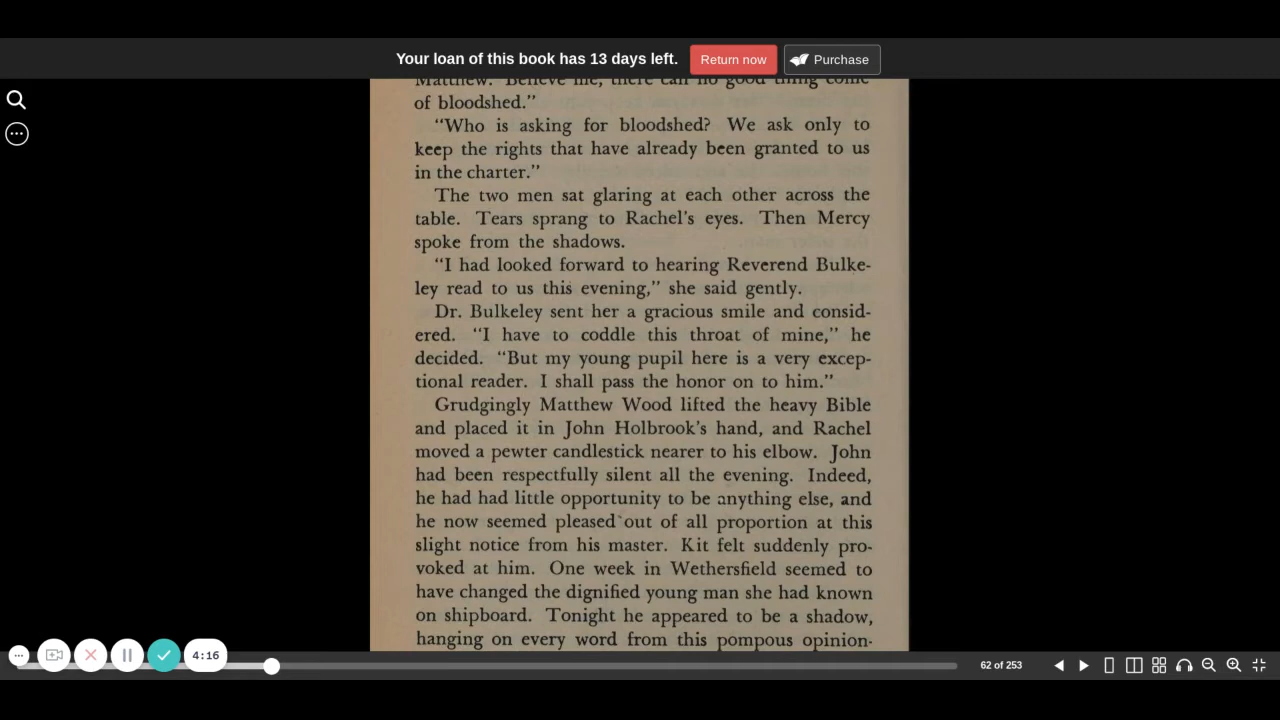 Your loan of this book has 13 days left.
Return now
Purchase
Matthew. Believe me, there can no good thing come
of bloodshed."
"Who is asking for bloodshed? We ask only to
keep the rights that have already been granted to us
in the charter."
The two men sat glaring at each other across the
table. Tears sprang to Rachel's eyes. Then Mercy
spoke from the shadows.
"I had looked forward to hearing Reverend Bulke-
ley read to us this evening," she said gently.
Dr. Bulkeley sent her a gracious smile and consid-
ered. "I have to coddle this throat of mine," he
decided. "But my young pupil here is a very excep-
tional reader. I shall pass the honor on to him."
Grudgingly Matthew Wood lifted the heavy Bible
and placed it in John Holbrook's hand, and Rachel
moved a pewter candlestick nearer to his elbow. John
had been respectfully silent all the evening. Indeed,
he had had little opportunity to be anything else, and
he now seemed pleased out of all proportion at this
slight notice from his master. Kit felt suddenly pro-
voked at him. One week in Wethersfield seemed to
have changed the dignified young man she had known
on shipboard. Tonight he appeared to be a shadow,
hanging on every word from this pompous opinion-
4:16
62 of 253